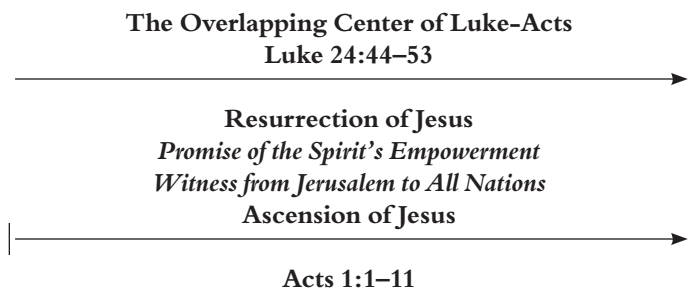 The Overlapping Center of Luke-Acts
Luke 24:44–53
Resurrection of Jesus
Promise of the Spirit's Empowerment
Witness from Jerusalem to All Nations
Ascension of Jesus
Acts 1:1–11